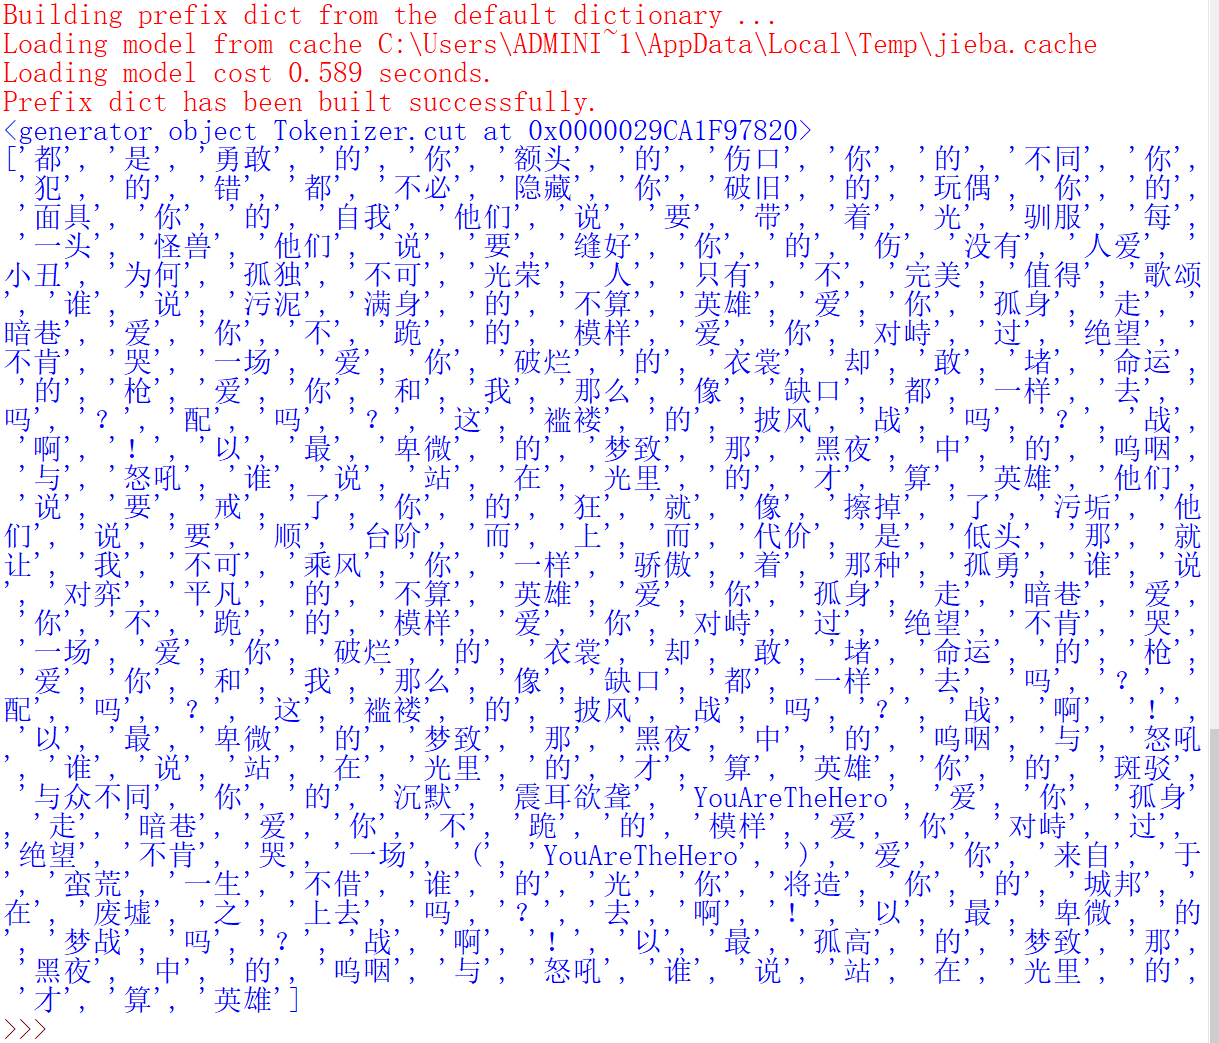 Building prefix dict from the default dictionary ...
Loading model from cache C:\Users\ADMINI~1\AppData\Local\Temp\jieba.cache
Loading model cost 0.589 seconds.
Prefix dict has been built successfully.
<generator object Tokenizer.cut at 0x0000029CA1F97820>
['都', '是', '勇敢', '的', '你', '额头', '的', '伤口', '你', '的', '不同', '你',
 '犯', '的', '错', '都', '不必', '隐藏', '你', '破旧', '的', '玩偶', '你', '的',
 '面具', '你', '的', '自我', '他们', '说', '要', '带', '着', '光', '驯服', '每',
 '一头', '怪兽', '他们', '说', '要', '缝好', '你', '的', '伤', '没有', '人爱', '
小丑', '为何', '孤独', '不可', '光荣', '人', '只有', '不', '完美', '值得', '歌颂
', '谁', '说', '污泥', '满身', '的', '不算', '英雄', '爱', '你', '孤身', '走', '
暗巷', '爱', '你', '不', '跪', '的', '模样', '爱', '你', '对峙', '过', '绝望', '
不肯', '哭', '一场', '爱', '你', '破烂', '的', '衣裳', '却', '敢', '堵', '命运',
 '的', '枪', '爱', '你', '和', '我', '那么', '像', '缺口', '都', '一样', '去', '
吗', '?', '配', '吗', '?', '这', '褴褛', '的', '披风', '战', '吗', '?', '战',
 '啊', '!', '以', '最', '卑微', '的', '梦致', '那', '黑夜', '中', '的', '呜咽',
 '与', '怒吼', '谁', '说', '站', '在', '光里', '的', '才', '算', '英雄', '他们',
 '说', '要', '戒', '了', '你', '的', '狂', '就', '像', '擦掉', '了', '污垢', '他
们', '说', '要', '顺', '台阶', '而', '上', '而', '代价', '是', '低头', '那', '就
让', '我', '不可', '乘风', '你', '一样', '骄傲', '着', '那种', '孤勇', '谁', '说
', '对弈', '平凡', '的', '不算', '英雄', '爱', '你', '孤身', '走', '暗巷', '爱',
 '你', '不', '跪', '的', '模样', '爱', '你', '对峙', '过', '绝望', '不肯', '哭',
 '一场', '爱', '你', '破烂', '的', '衣裳', '却', '敢', '堵', '命运', '的', '枪',
 '爱', '你', '和', '我', '那么', '像', '缺口', '都', '一样', '去', '吗', '?', '
配', '吗', '?', '这', '褴褛', '的', '披风', '战', '吗', '?', '战', '啊', '!',
 '以', '最', '卑微', '的', '梦致', '那', '黑夜', '中', '的', '呜咽', '与', '怒吼
', '谁', '说', '站', '在', '光里', '的', '才', '算', '英雄', '你', '的', '斑驳',
 '与众不同', '你', '的', '沉默', '震耳欲聋', 'YouAreTheHero', '爱', '你', '孤身'
, '走', '暗巷', '爱', '你', '不', '跪', '的', '模样', '爱', '你', '对峙', '过',
 '绝望', '不肯', '哭', '一场', '(', 'YouAreTheHero', ')', '爱', '你', '来自', '于
', '蛮荒', '一生', '不借', '谁', '的', '光', '你', '将造', '你', '的', '城邦', '
在', '废墟', '之', '上去', '吗', '?', '去', '啊', '!', '以', '最', '卑微', '的
', '梦战', '吗', '?', '战', '啊', '!', '以', '最', '孤高', '的', '梦致', '那',
 '黑夜', '中', '的', '呜咽', '与', '怒吼', '谁', '说', '站', '在', '光里', '的',
 '才', '算', '英雄']
>>>